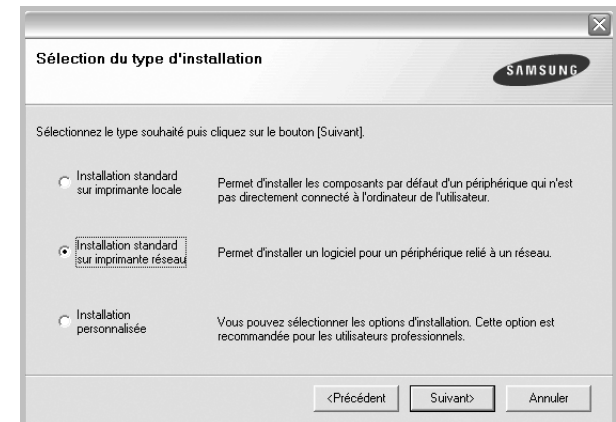 Sélection du type d'installation
SAMSUNG
Sélectionnez le type souhaité puis cliquez sur le bouton [Suivant].
Installation standard
sur imprimante locale
Permet d'installer les composants par défaut d'un périphérique qui n'est
pas directement connecté à l'ordinateur de l'utilisateur.
Installation standard
sur imprimante réseau
Permet d'installer un logiciel pour un périphérique relié à un réseau.
Installation
personnalisée
Vous pouvez sélectionner les options d'installation. Cette option est
recommandée pour les utilisateurs professionnels.
<Précédent
Suivant>
Annuler